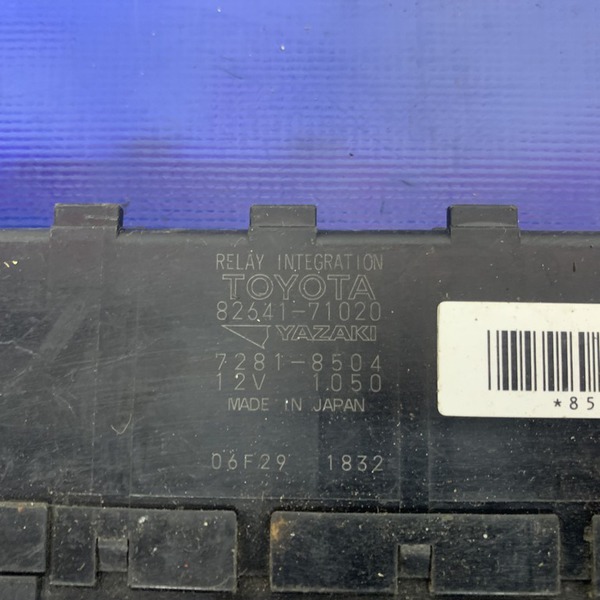 RELAY INTEGRATION
TOYOTA
82641-71020
YAZAKI
7281-8504
12V 1.050
MADE IN JAPAN
06F29 1832
*85